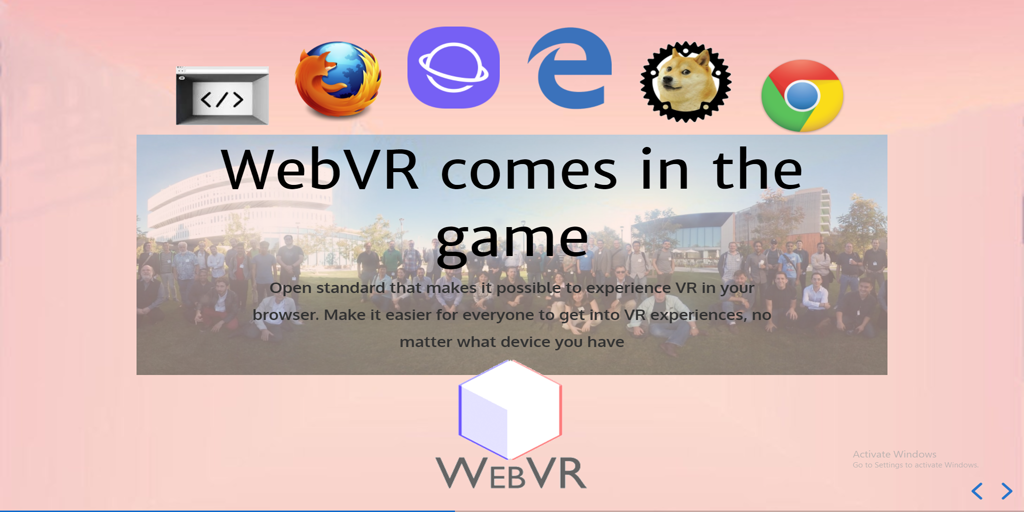 </>
WebVR comes in the
game
Open standard that makes it possible to experience VR in your
browser. Make it easier for everyone to get into VR experiences, no
matter what device you have
WEBVR
Activate Windows
Go to Settings to activate Windows.